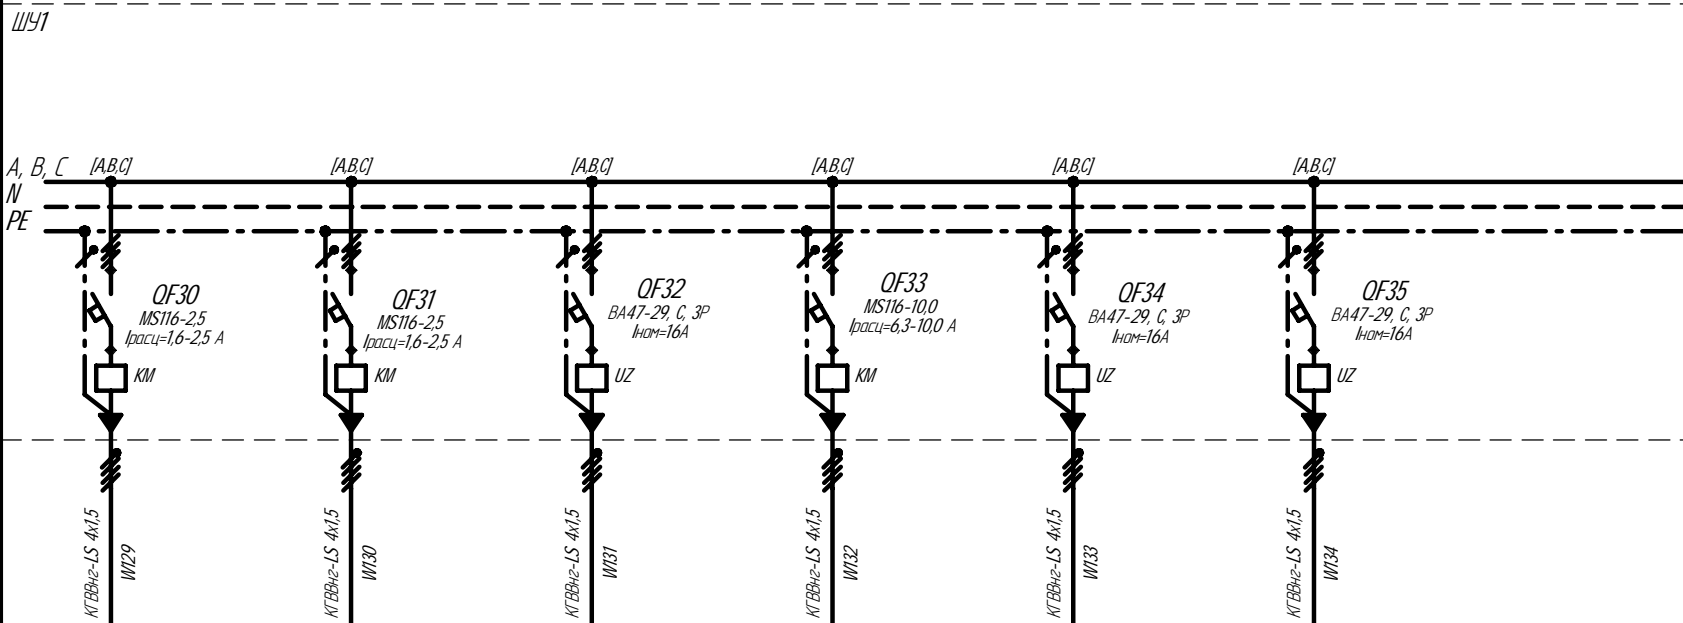 ШУ1
A, B, C [A,B,C] [A,B,C] [A,B,C] [A,B,C] [A,B,C] [A,B,C]
N
PE
QF30
MS116-2,5
Iрасц=1,6-2,5 А
KM
QF31
MS116-2,5
Iрасц=1,6-2,5 А
KM
QF32
ВА47-29, С, 3Р
Iном=16А
UZ
QF33
MS116-10,0
Iрасц=6,3-10,0 А
KM
QF34
ВА47-29, С, 3Р
Iном=16А
UZ
QF35
ВА47-29, С, 3Р
Iном=16А
UZ
КГВВнг-LS 4x1,5
W129
КГВВнг-LS 4x1,5
W130
КГВВнг-LS 4x1,5
W131
КГВВнг-LS 4x1,5
W132
КГВВнг-LS 4x1,5
W133
КГВВнг-LS 4x1,5
W134